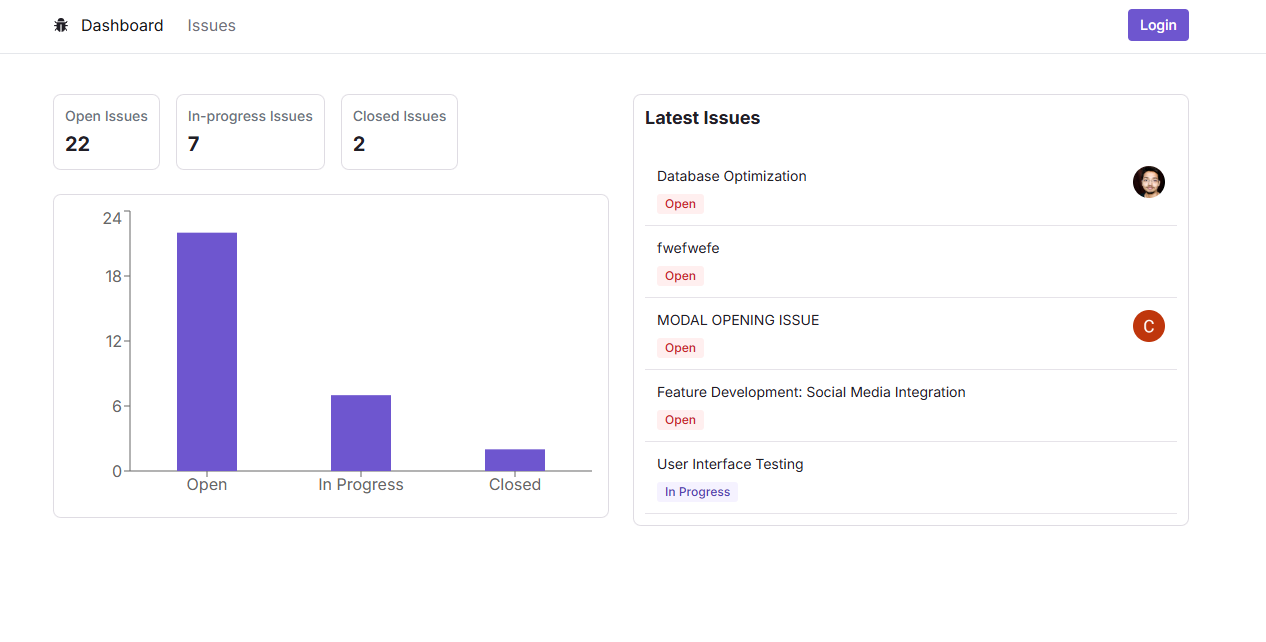 Dashboard Issues Login
Open Issues
22
In-progress Issues
7
Closed Issues
2
24
18
12
6
0
Open In Progress Closed
Latest Issues
Database Optimization
Open
fwefwefe
Open
MODAL OPENING ISSUE
C
Open
Feature Development: Social Media Integration
Open
User Interface Testing
In Progress